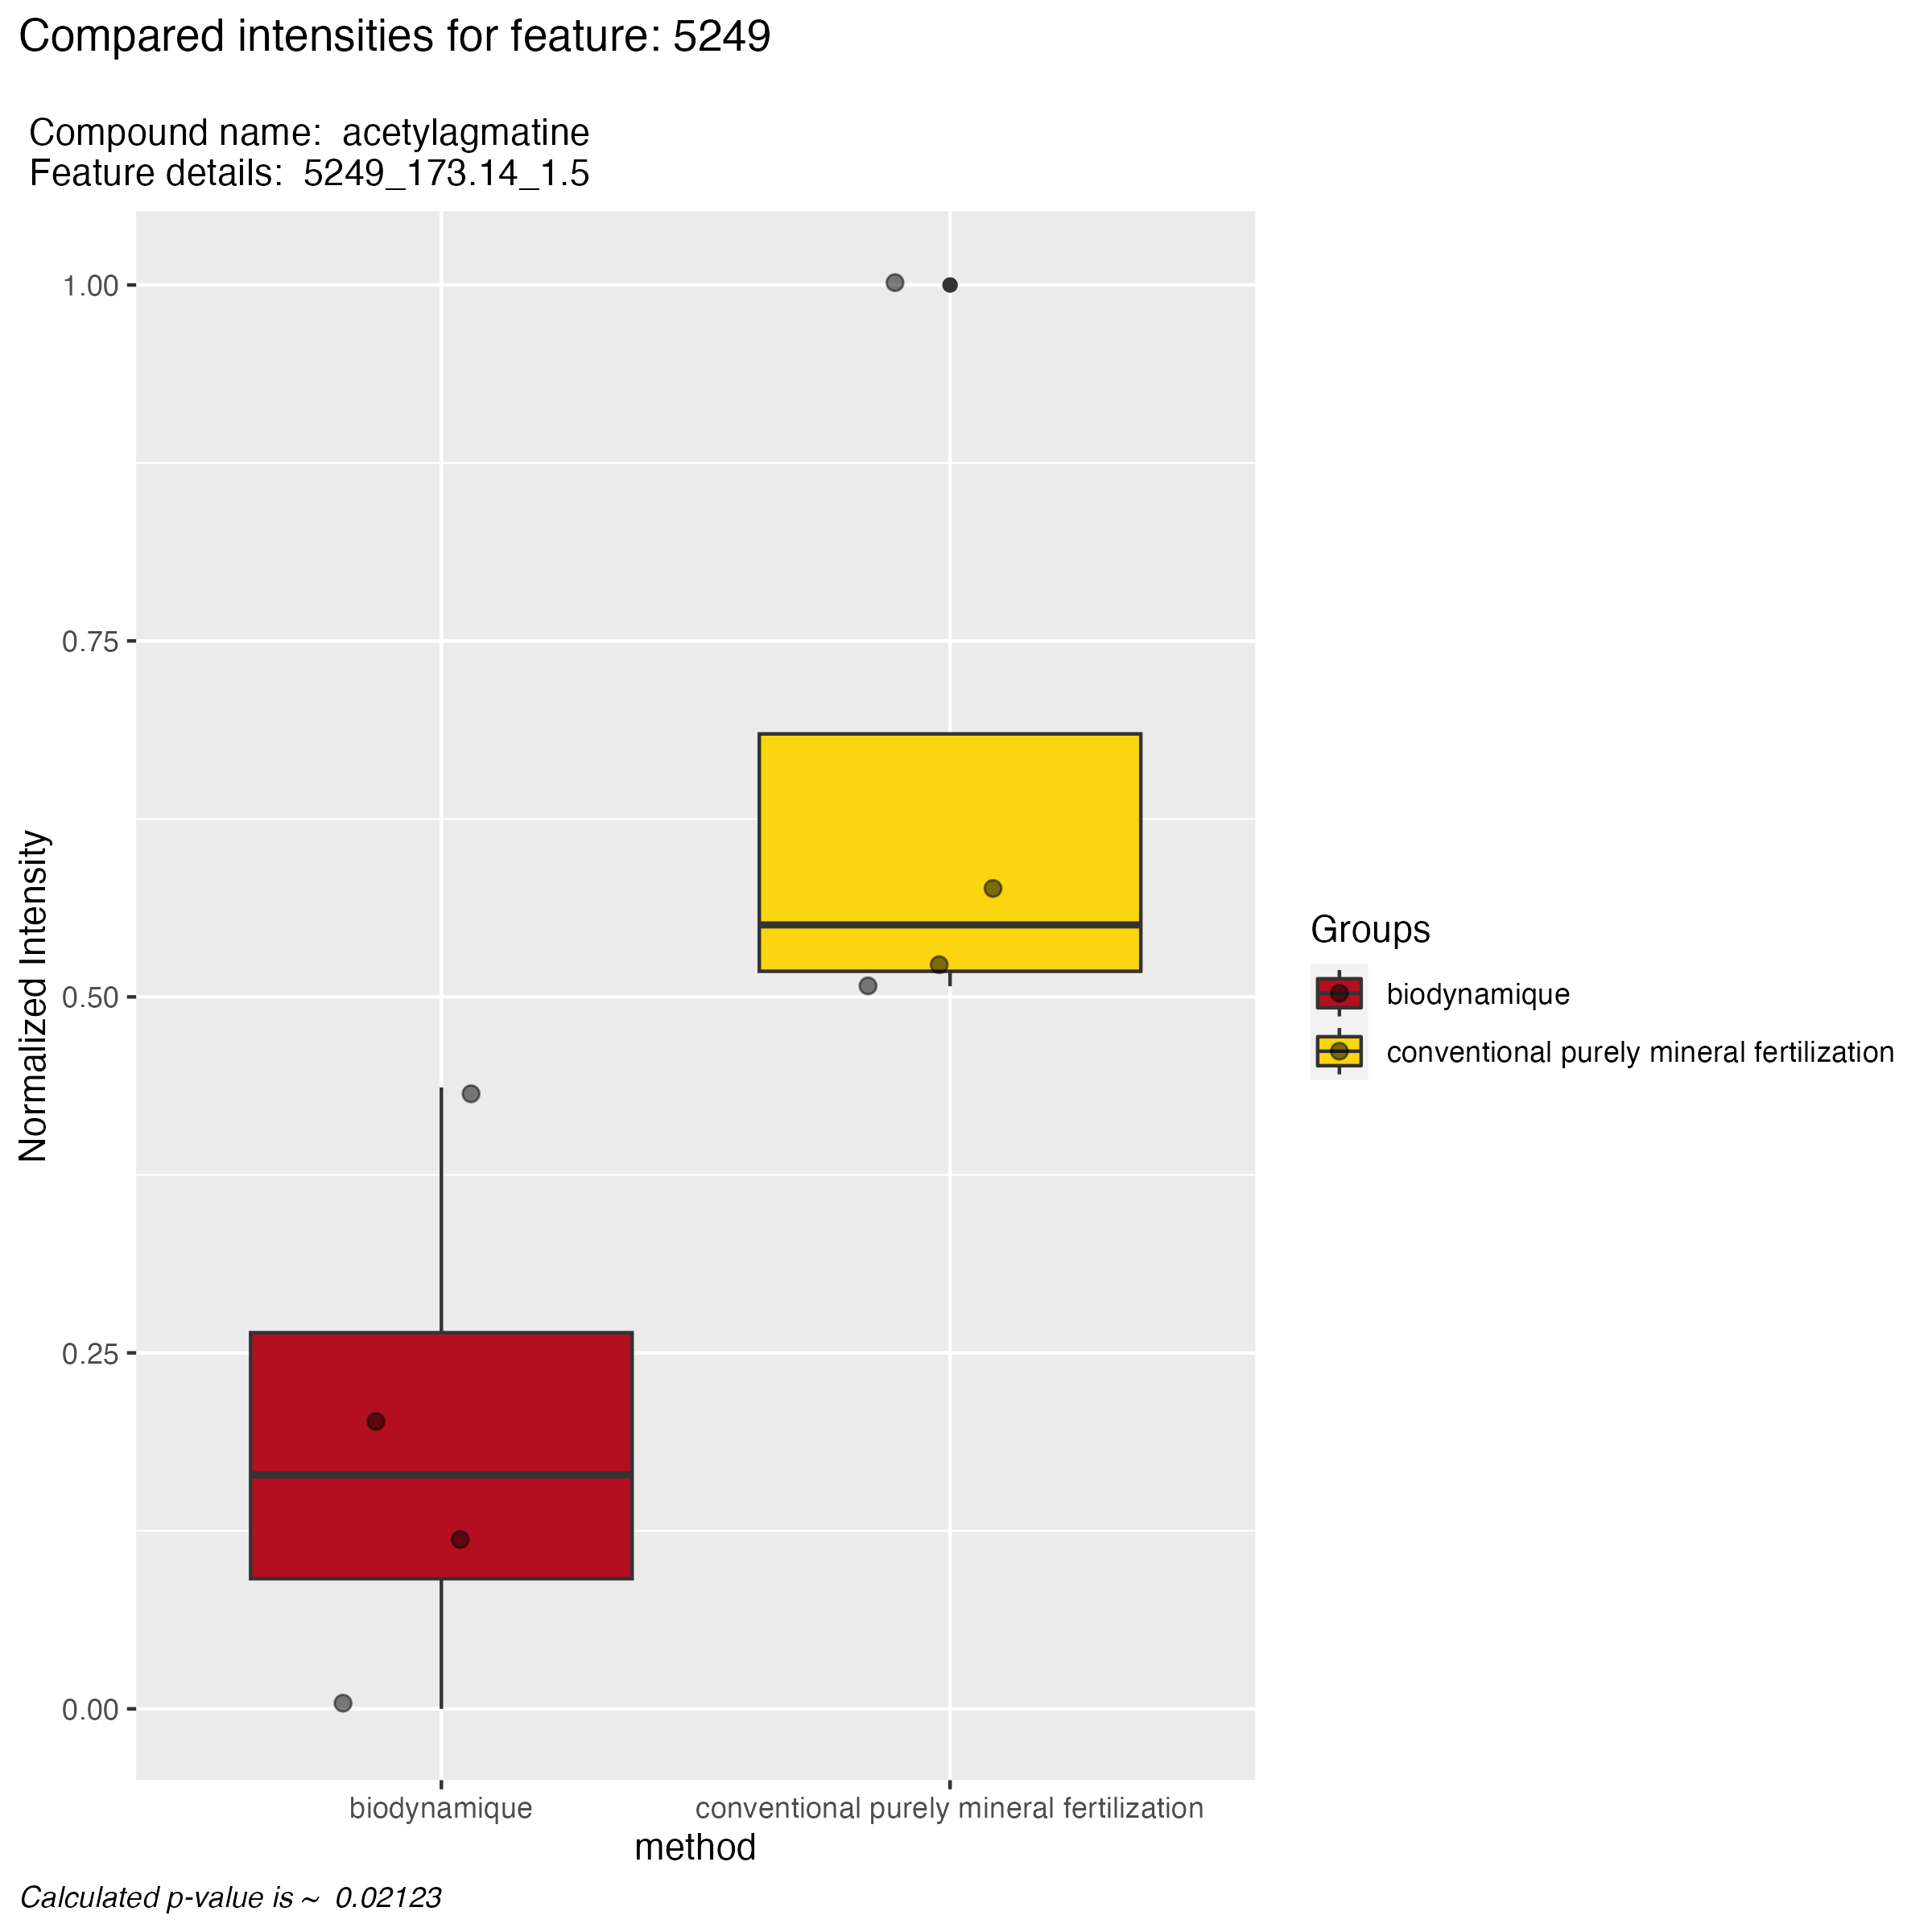 Compared intensities for feature: 5249
Compound name:  acetylagmatine
Feature details:  5249_173.14_1.5
Normalized Intensity
1.00
0.75
0.50
0.25
0.00
biodynamique
conventional purely mineral fertilization
method
Groups
biodynamique
conventional purely mineral fertilization
Calculated p-value is ~  0.02123